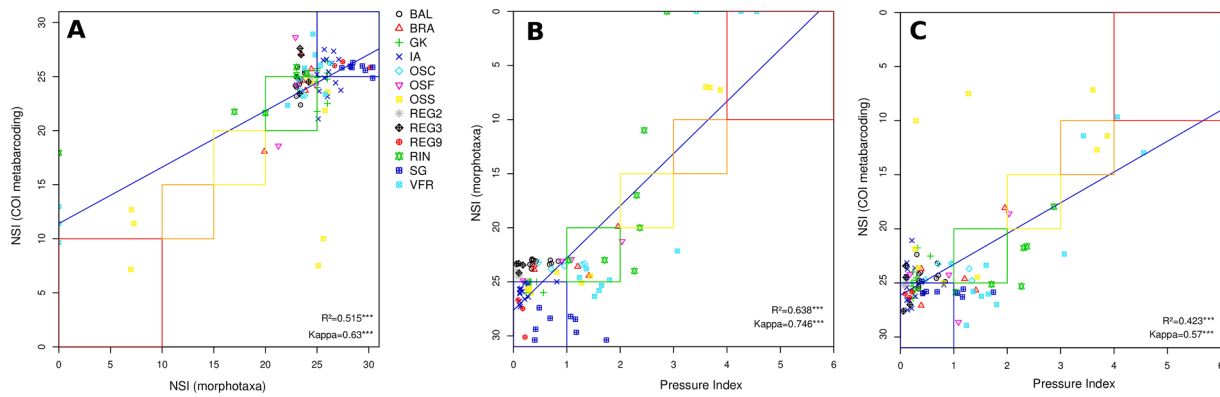 A
NSI (COI metabarcoding)
30
25
20
15
10
5
0
0 5 10 15 20 25 30
NSI (morphotaxa)
R²=0.515***
Kappa=0.63***
BAL
BRA
GK
IA
OSC
OSF
OSS
REG2
REG3
REG9
RIN
SG
VFR
B
NSI (morphotaxa)
0
5
10
15
20
25
30
0 1 2 3 4 5 6
Pressure Index
R²=0.638***
Kappa=0.746***
C
NSI (COI metabarcoding)
0
5
10
15
20
25
30
0 1 2 3 4 5 6
Pressure Index
R²=0.423***
Kappa=0.57***